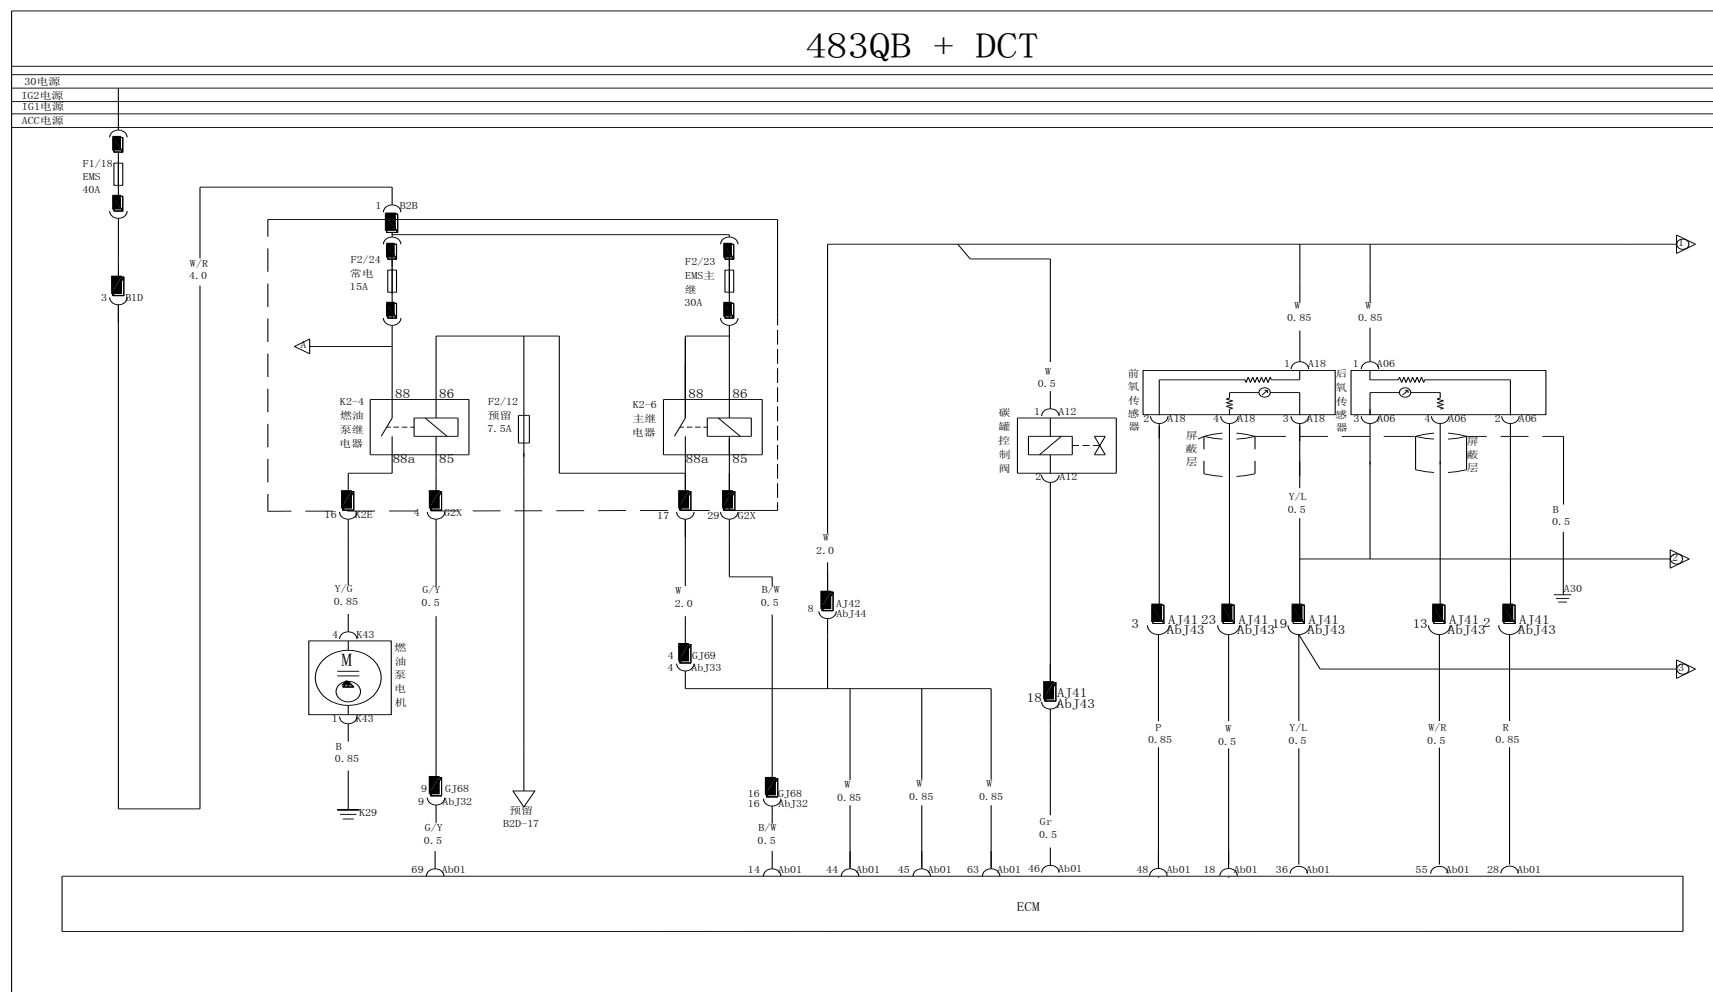 483QB + DCT
30电源
IG2电源
IG1电源
ACC电源
F1/18
EMS
40A
3
B1D
W/R
4.0
1
B2B
F2/24
常电
15A
F2/23
EMS主
继
30A
A
K2-4
燃油
泵继
电器
88
86
88a
85
F2/12
预留
7.5A
K2-6
主继
电器
88
86
88a
85
16
K2E
4
G2X
17
29
G2X
Y/G
0.85
G/Y
0.5
W
2.0
B/W
0.5
W
2.0
8
AJ42
AbJ44
4
K43
M
燃
油
泵
电
机
1
K43
B
0.85
K29
4
GJ69
4
AbJ33
9
GJ68
9
AbJ32
G/Y
0.5
预留
B2D-17
16
GJ68
16
AbJ32
B/W
0.5
W
0.85
W
0.85
W
0.85
W
0.5
碳
罐
控
制
阀
1
A12
2
A12
18
AJ41
AbJ43
Gr
0.5
1
W
0.85
W
0.85
1
A18
1
A06
前
氧
传
感
器
后
氧
传
感
器
2
A18
4
A18
3
A18
3
A06
4
A06
2
A06
屏
蔽
层
屏
蔽
层
Y/L
0.5
B
0.5
2
A30
3
AJ41
AbJ43
23
AJ41
AbJ43
19
AJ41
AbJ43
13
AJ41
AbJ43
2
AJ41
AbJ43
3
P
0.85
W
0.5
Y/L
0.5
W/R
0.5
R
0.85
69
Ab01
14
Ab01
44
Ab01
45
Ab01
63
Ab01
46
Ab01
48
Ab01
18
Ab01
36
Ab01
55
Ab01
28
Ab01
ECM